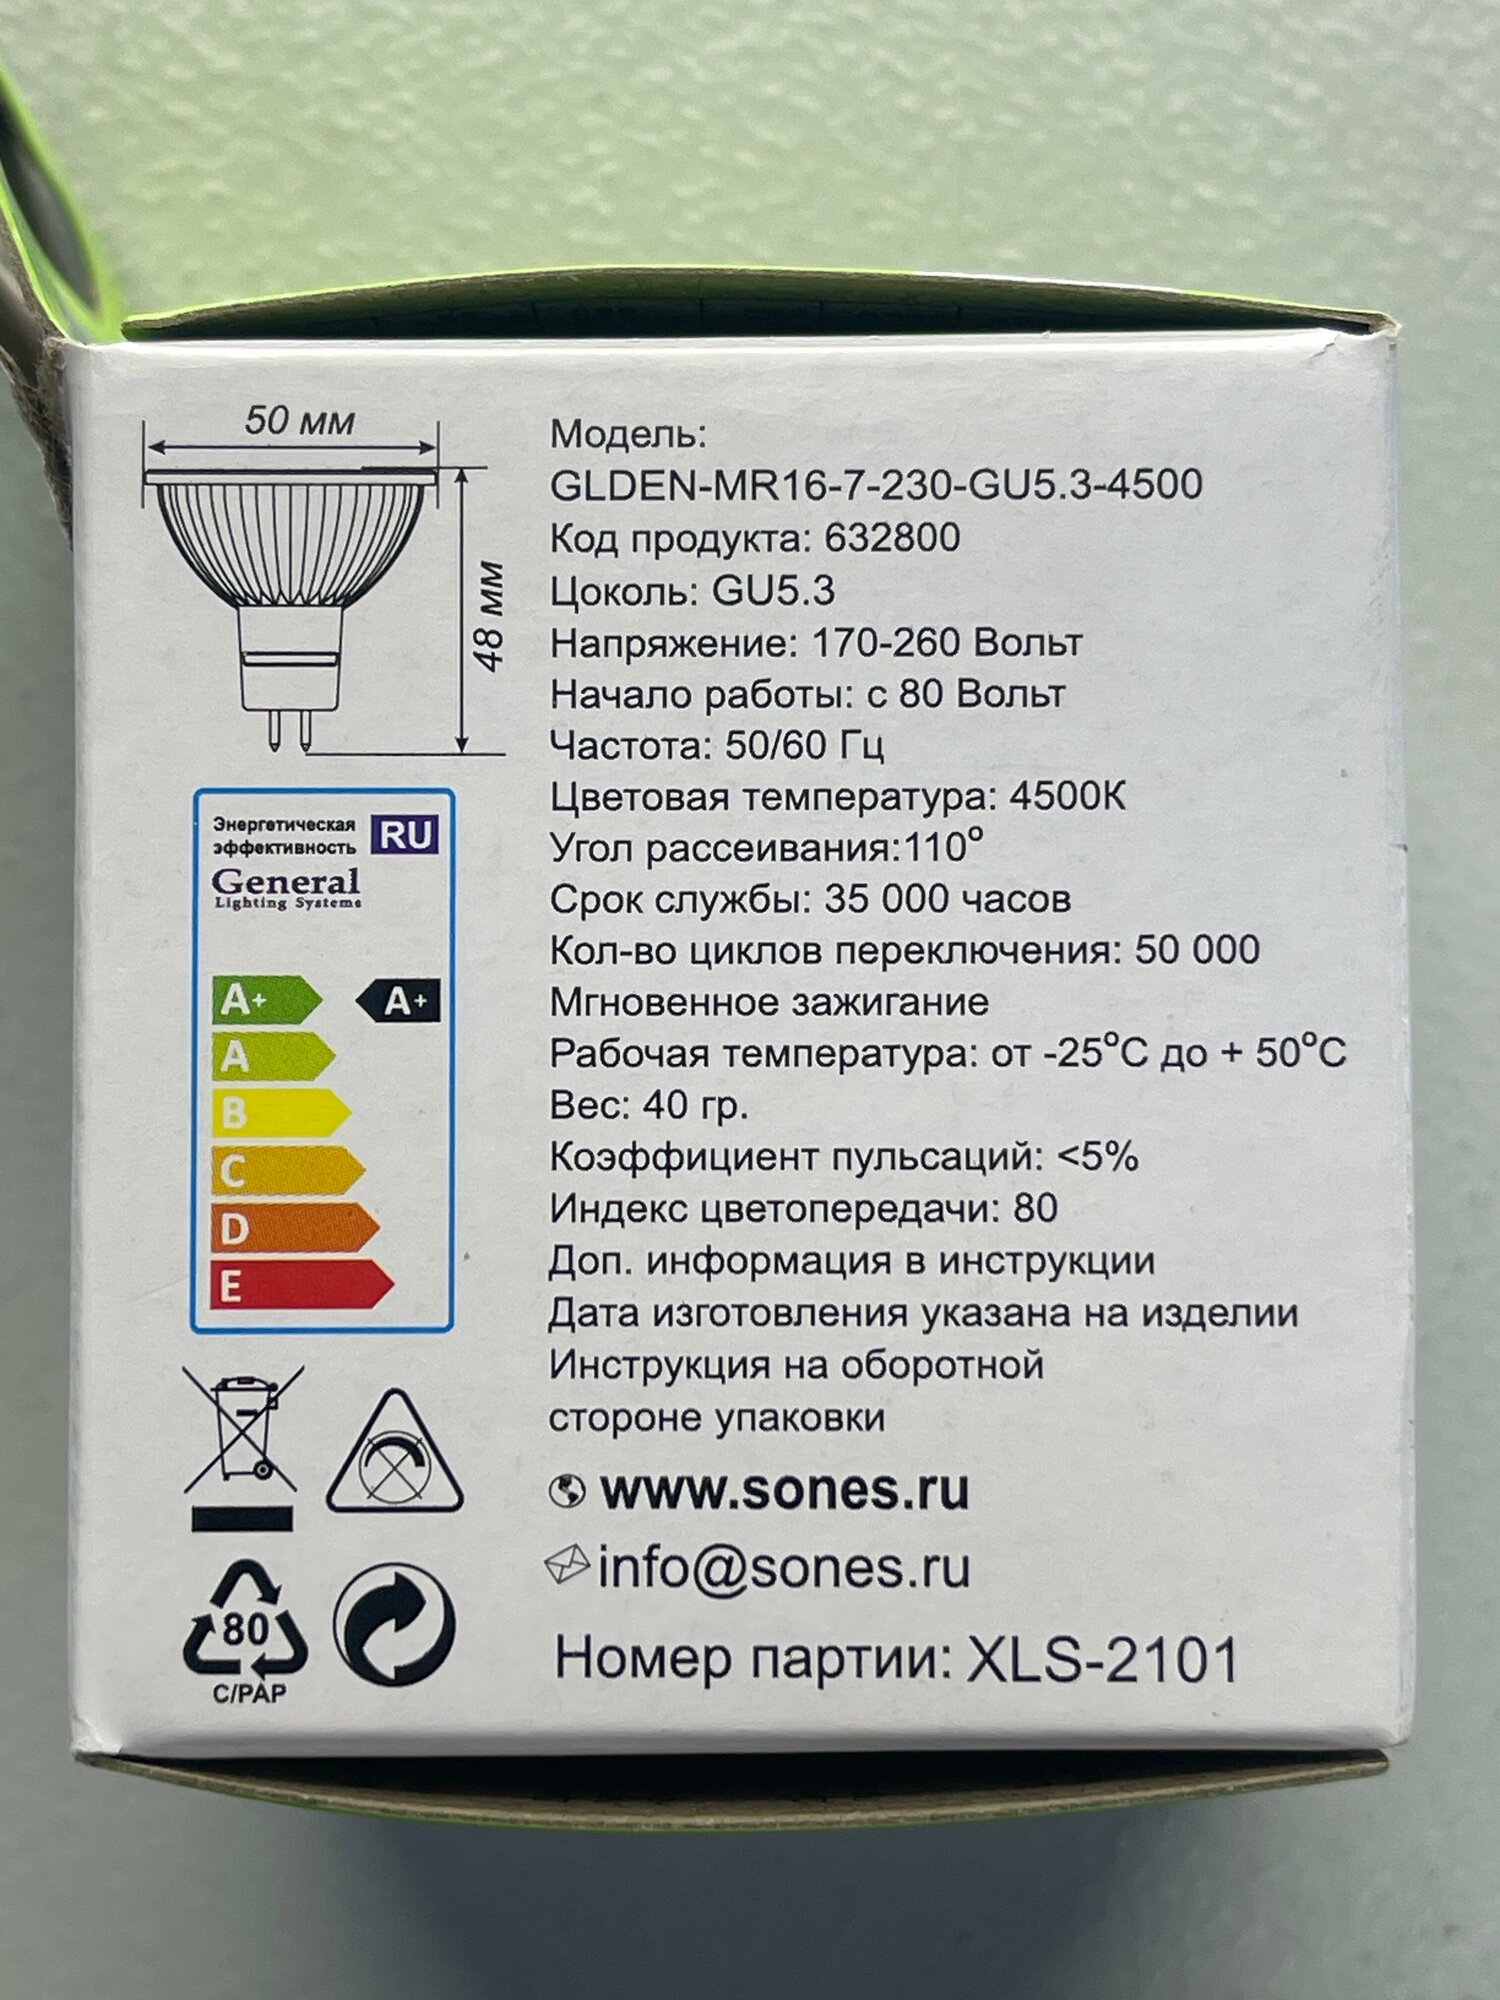 50 мм
48 мм
Энергетическая
эффективность
RU
General
Lighting Systems
A+
A+
A
B
C
D
E
80
C/PAP
Модель:
GLDEN-MR16-7-230-GU5.3-4500
Код продукта: 632800
Цоколь: GU5.3
Напряжение: 170-260 Вольт
Начало работы: с 80 Вольт
Частота: 50/60 Гц
Цветовая температура: 4500К
Угол рассеивания:110°
Срок службы: 35 000 часов
Кол-во циклов переключения: 50 000
Мгновенное зажигание
Рабочая температура: от -25°С до + 50°С
Вес: 40 гр.
Коэффициент пульсаций: <5%
Индекс цветопередачи: 80
Доп. информация в инструкции
Дата изготовления указана на изделии
Инструкция на оборотной
стороне упаковки
www.sones.ru
info@sones.ru
Номер партии: XLS-2101